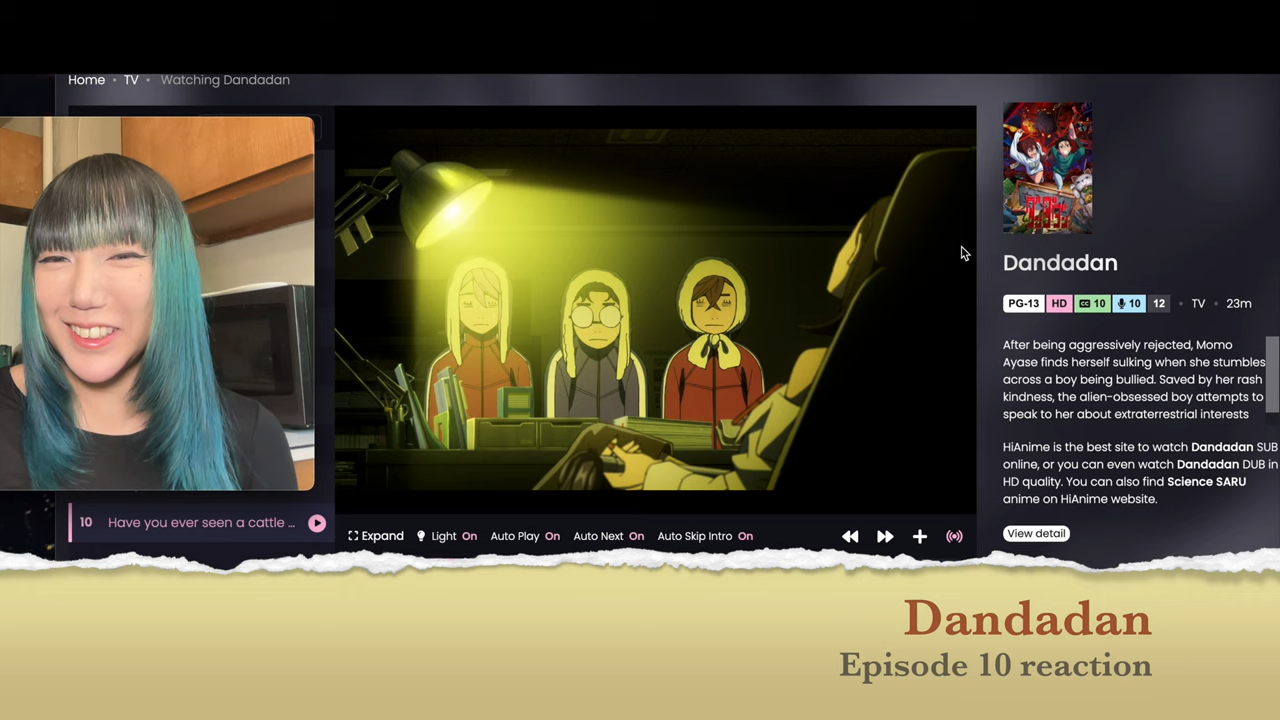 Home • TV • Watching Dandadan
Dandadan
PG-13 HD CC 10 10 12 • TV • 23m
After being aggressively rejected, Momo
Ayase finds herself sulking when she stumbles
across a boy being bullied. Saved by her rash
kindness, the alien-obsessed boy attempts to
speak to her about extraterrestrial interests
HiAnime is the best site to watch Dandadan SUB
online, or you can even watch Dandadan DUB in
HD quality. You can also find Science SARU
anime on HiAnime website.
View detail
10 Have you ever seen a cattle ...
Expand Light On Auto Play On Auto Next On Auto Skip Intro On
Dandadan
Episode 10 reaction